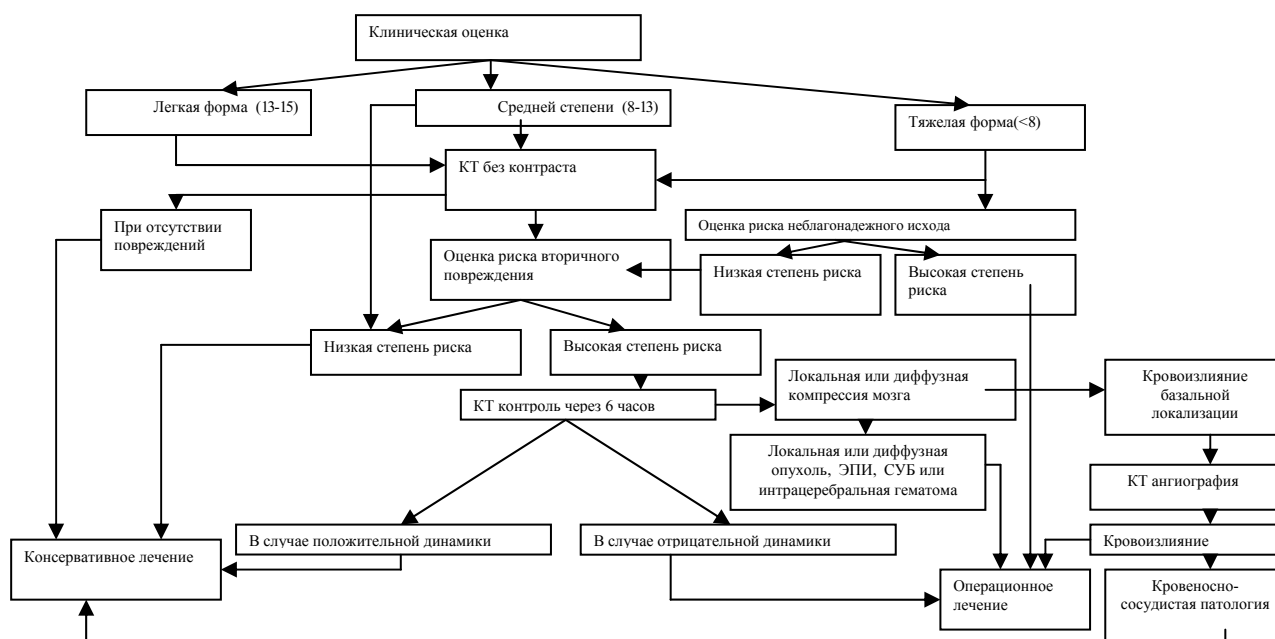 Клиническая оценка
Легкая форма (13-15)
Средней степени (8-13)
Тяжелая форма(<8)
КТ без контраста
При отсутствии
повреждений
Оценка риска неблагонадежного исхода
Оценка риска вторичного
повреждения
Низкая степень риска
Высокая степень
риска
Низкая степень риска
Высокая степень риска
Локальная или диффузная
компрессия мозга
Кровоизлияние
базальной
локализации
КТ контроль через 6 часов
Локальная или диффузная
опухоль, ЭПИ, СУБ или
интрацеребральная гематома
КТ ангиография
В случае положительной динамики
В случае отрицательной динамики
Кровоизлияние
Консервативное лечение
Операционное
лечение
Кровеносно-
сосудистая патология